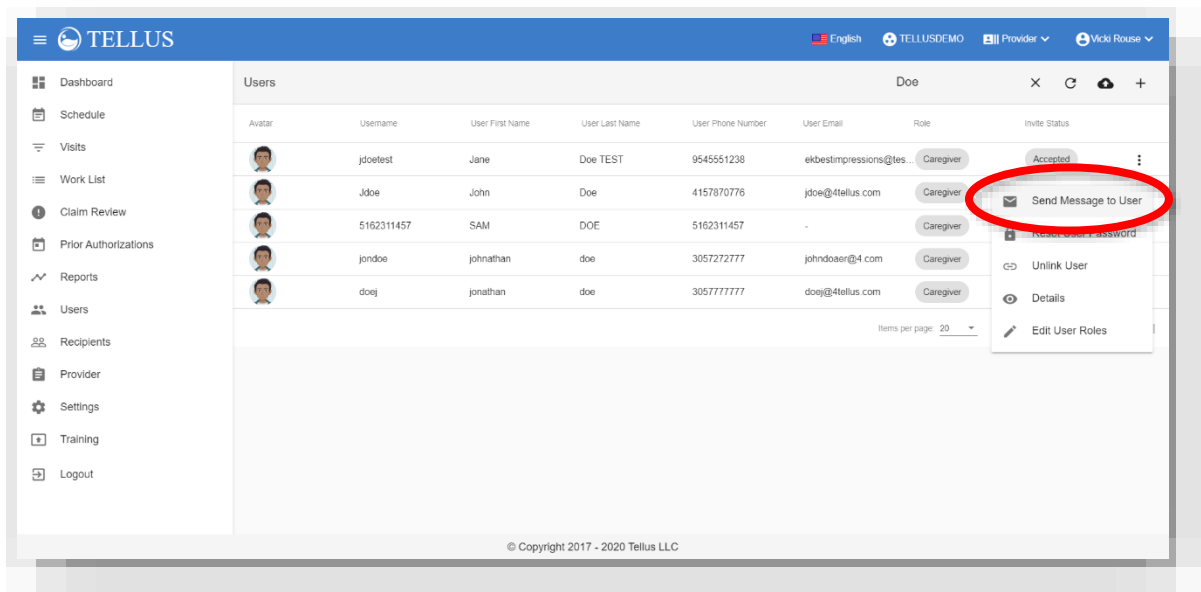 TELLUS English TELLUSDEMO Provider Vicki Rouse
Dashboard
Schedule
Visits
Work List
Claim Review
Prior Authorizations
Reports
Users
Recipients
Provider
Settings
Training
Logout
Users Doe
Avatar Username User First Name User Last Name User Phone Number User Email Role Invite Status
jdoetest Jane Doe TEST 9545551238 ekbestimpressions@tes... Caregiver Accepted
Jdoe John Doe 4157870776 jdoe@4tellus.com Caregiver
5162311457 SAM DOE 5162311457 - Caregiver
jondoe johnathan doe 3057272777 johndoaer@4.com Caregiver
doej jonathan doe 3057777777 doej@4tellus.com Caregiver
Items per page: 20
Send Message to User
Reset User Password
Unlink User
Details
Edit User Roles
© Copyright 2017 - 2020 Tellus LLC